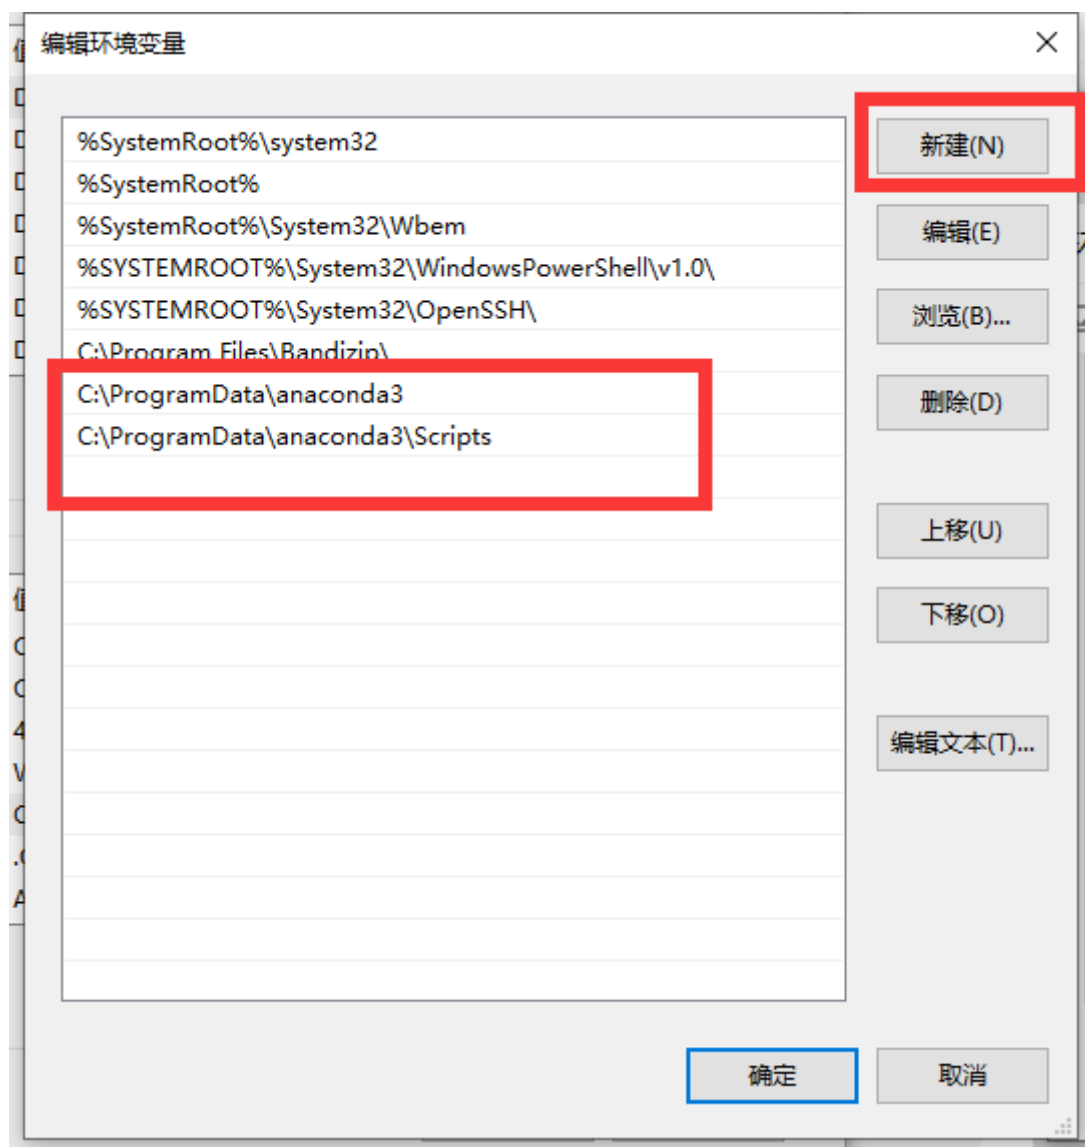 编辑环境变量
%SystemRoot%\system32
%SystemRoot%
%SystemRoot%\System32\Wbem
%SYSTEMROOT%\System32\WindowsPowerShell\v1.0\
%SYSTEMROOT%\System32\OpenSSH\
C:\Program Files\Bandizip\
C:\ProgramData\anaconda3
C:\ProgramData\anaconda3\Scripts
新建(N)
编辑(E)
浏览(B)...
删除(D)
上移(U)
下移(O)
编辑文本(T)...
确定
取消